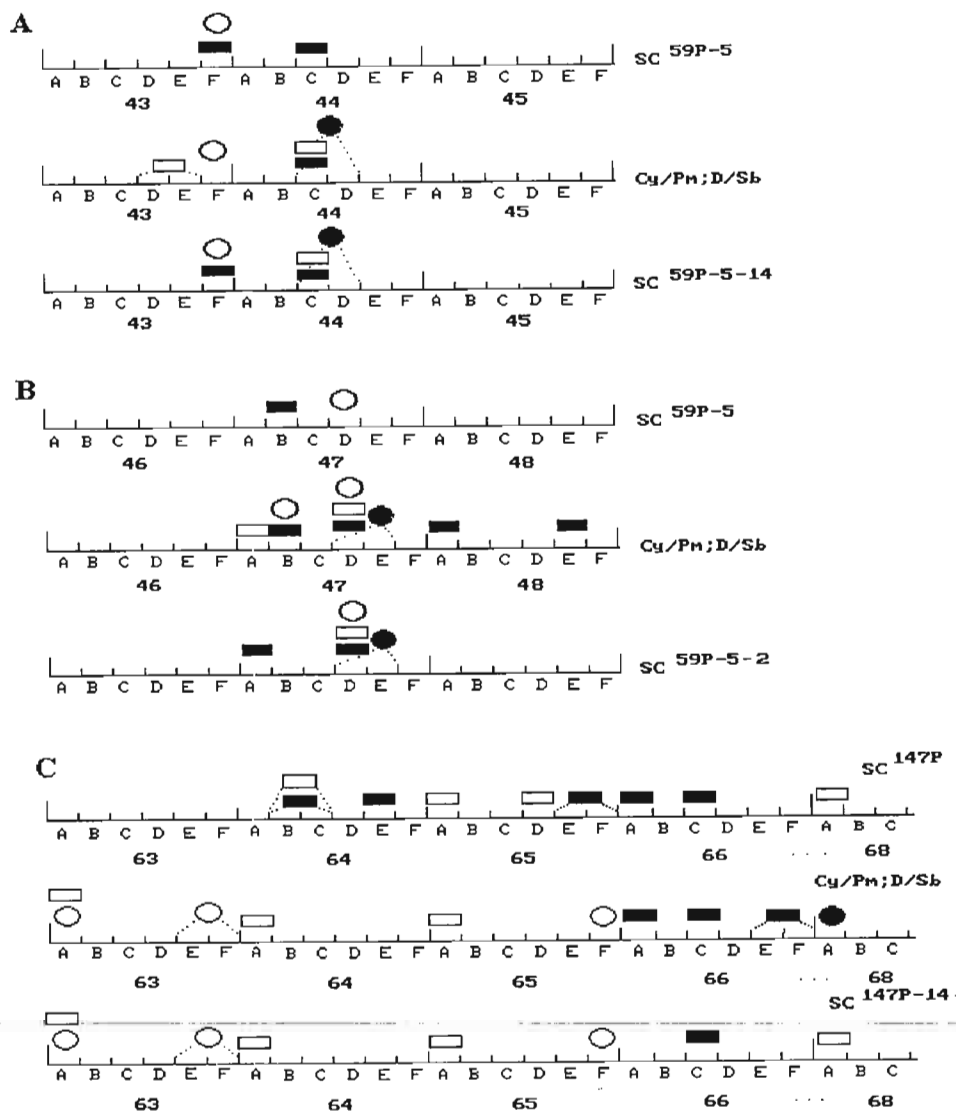 A
SC 59P-5
A B C D E F A B C D E F A B C D E F
43 44 45
Cy/Pm;D/Sb
A B C D E F A B C D E F A B C D E F
43 44 45
SC 59P-5-14
A B C D E F A B C D E F A B C D E F
43 44 45
B
SC 59P-5
A B C D E F A B C D E F A B C D E F
46 47 48
Cy/Pm;D/Sb
A B C D E F A B C D E F A B C D E F
46 47 48
SC 59P-5-2
A B C D E F A B C D E F A B C D E F
46 47 48
C
SC 147P
A B C D E F A B C D E F A B C D E F A B C D E F A B C
63 64 65 66 ... 68
Cy/Pm;D/Sb
A B C D E F A B C D E F A B C D E F A B C D E F A B C
63 64 65 66 ... 68
SC 147P-14-
A B C D E F A B C D E F A B C D E F A B C D E F A B C
63 64 65 66 ... 68